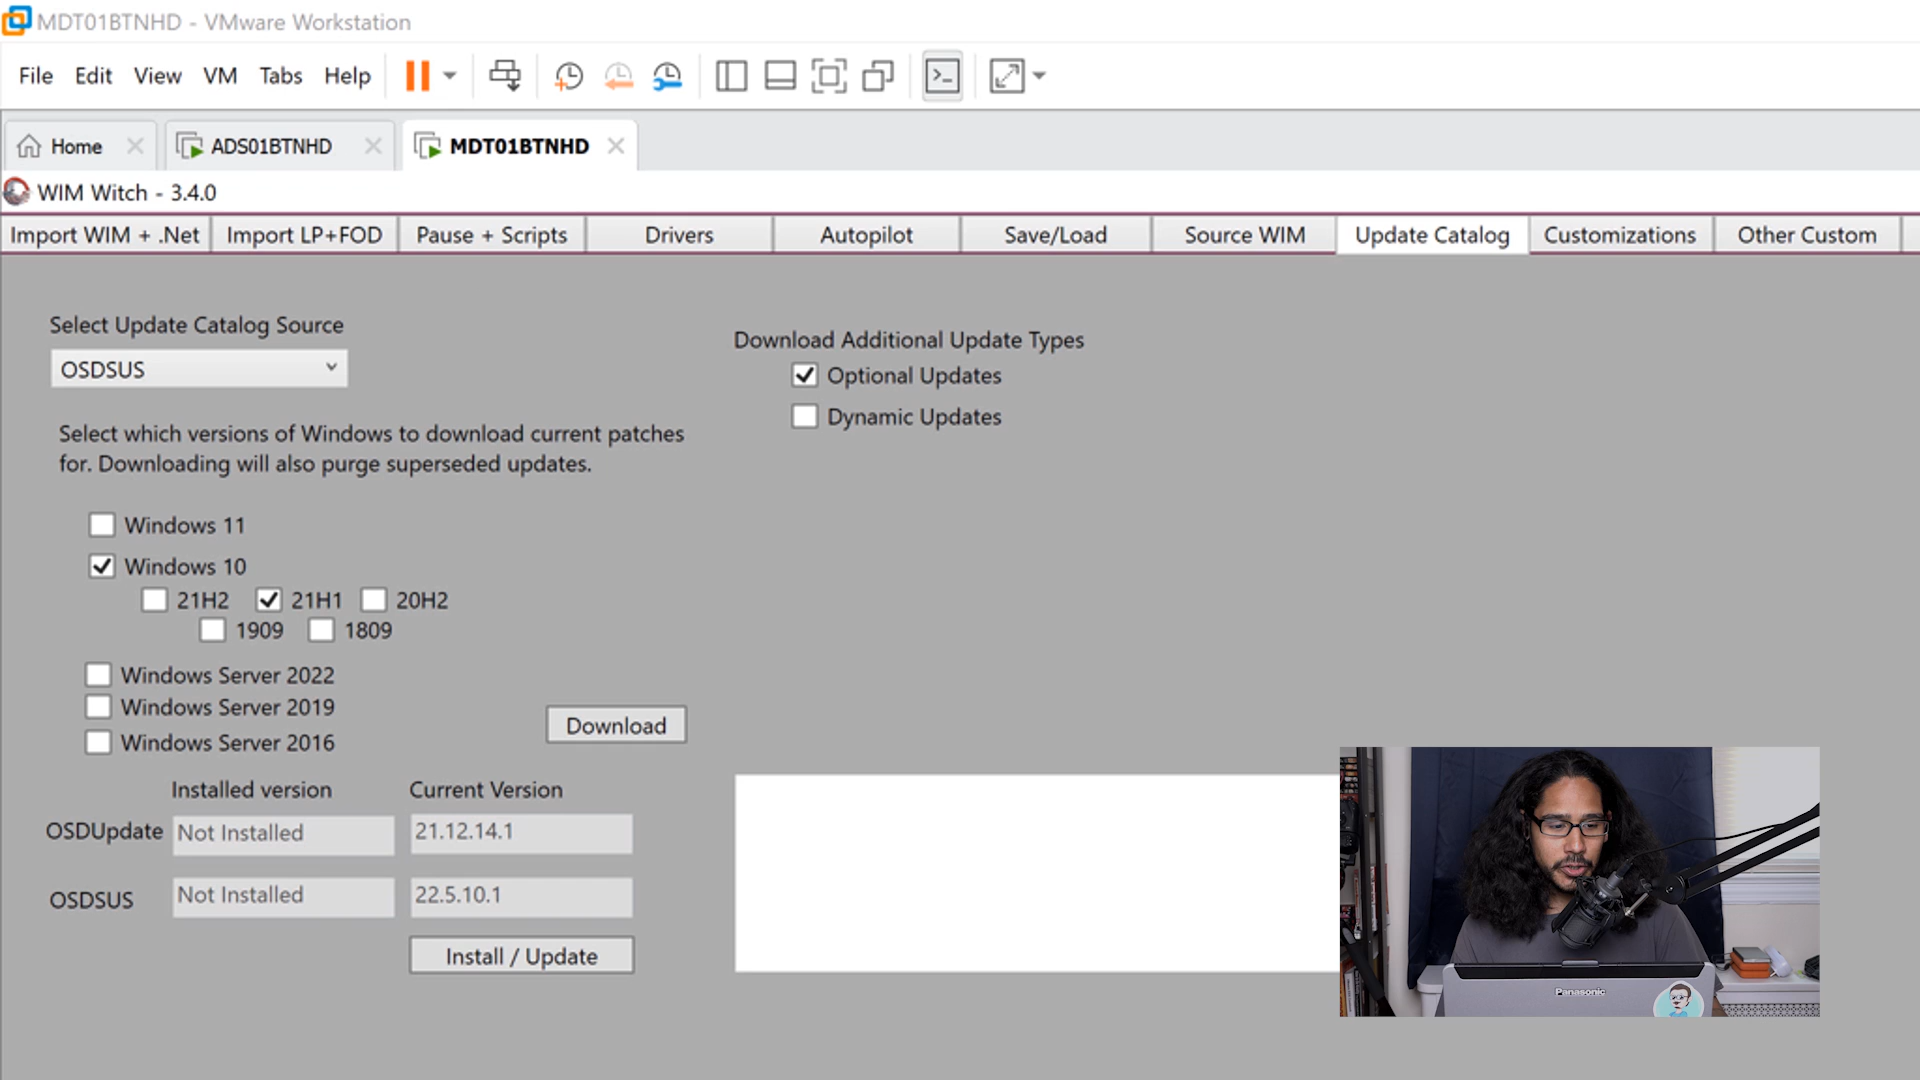 MDT01BTNHD - VMware Workstation
File Edit View VM Tabs Help
Home ADS01BTNHD MDT01BTNHD
WIM Witch - 3.4.0
Import WIM + .Net Import LP+FOD Pause + Scripts Drivers Autopilot Save/Load Source WIM Update Catalog Customizations Other Custom
Select Update Catalog Source
OSDSUS
Download Additional Update Types
Optional Updates
Dynamic Updates
Select which versions of Windows to download current patches
for. Downloading will also purge superseded updates.
Windows 11
Windows 10
21H2 21H1 20H2
1909 1809
Windows Server 2022
Windows Server 2019
Windows Server 2016
Download
Installed version Current Version
OSDUpdate Not Installed 21.12.14.1
OSDSUS Not Installed 22.5.10.1
Install / Update
Panasonic